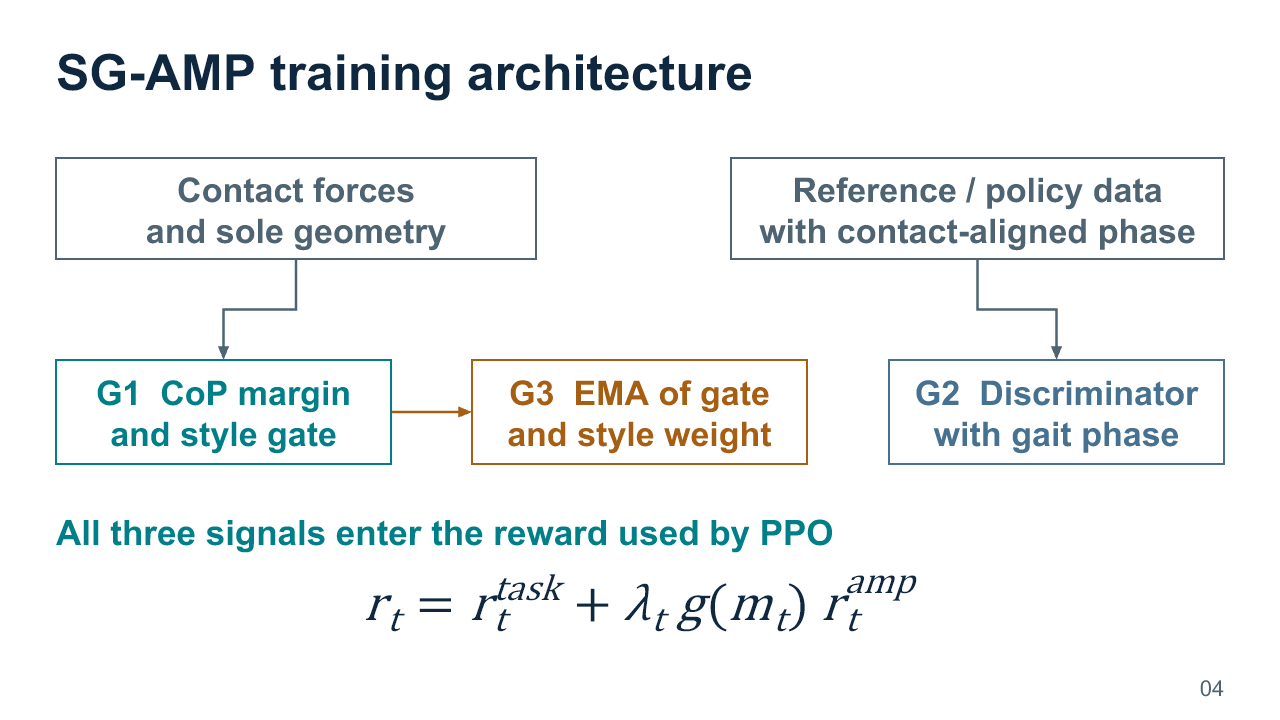 SG-AMP training architecture
Contact forces
and sole geometry
Reference / policy data
with contact-aligned phase
G1 CoP margin
and style gate
G3 EMA of gate
and style weight
G2 Discriminator
with gait phase
All three signals enter the reward used by PPO
r_t = r_t^{task} + λ_t g(m_t) r_t^{amp}
04